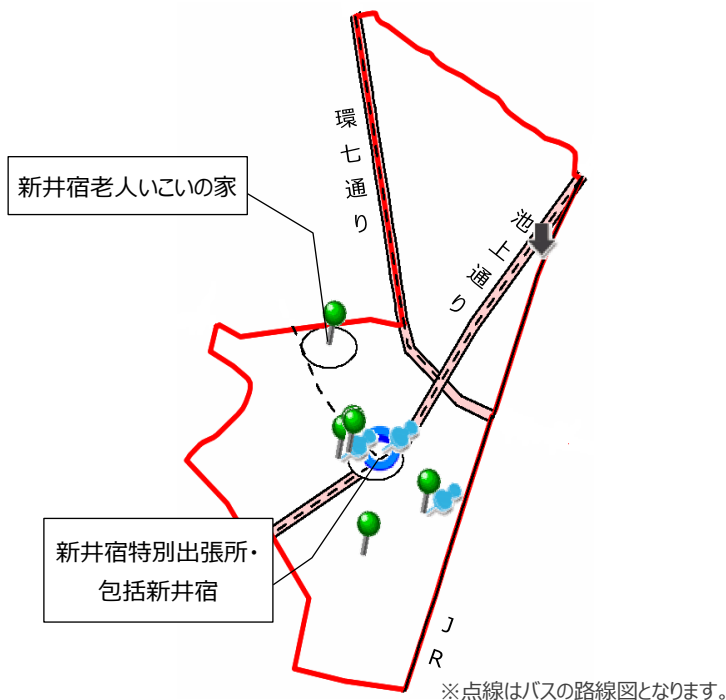 環七通り
新井宿老人いこいの家
池上通り
新井宿特別出張所・
包括新井宿
JR
※点線はバスの路線図となります。